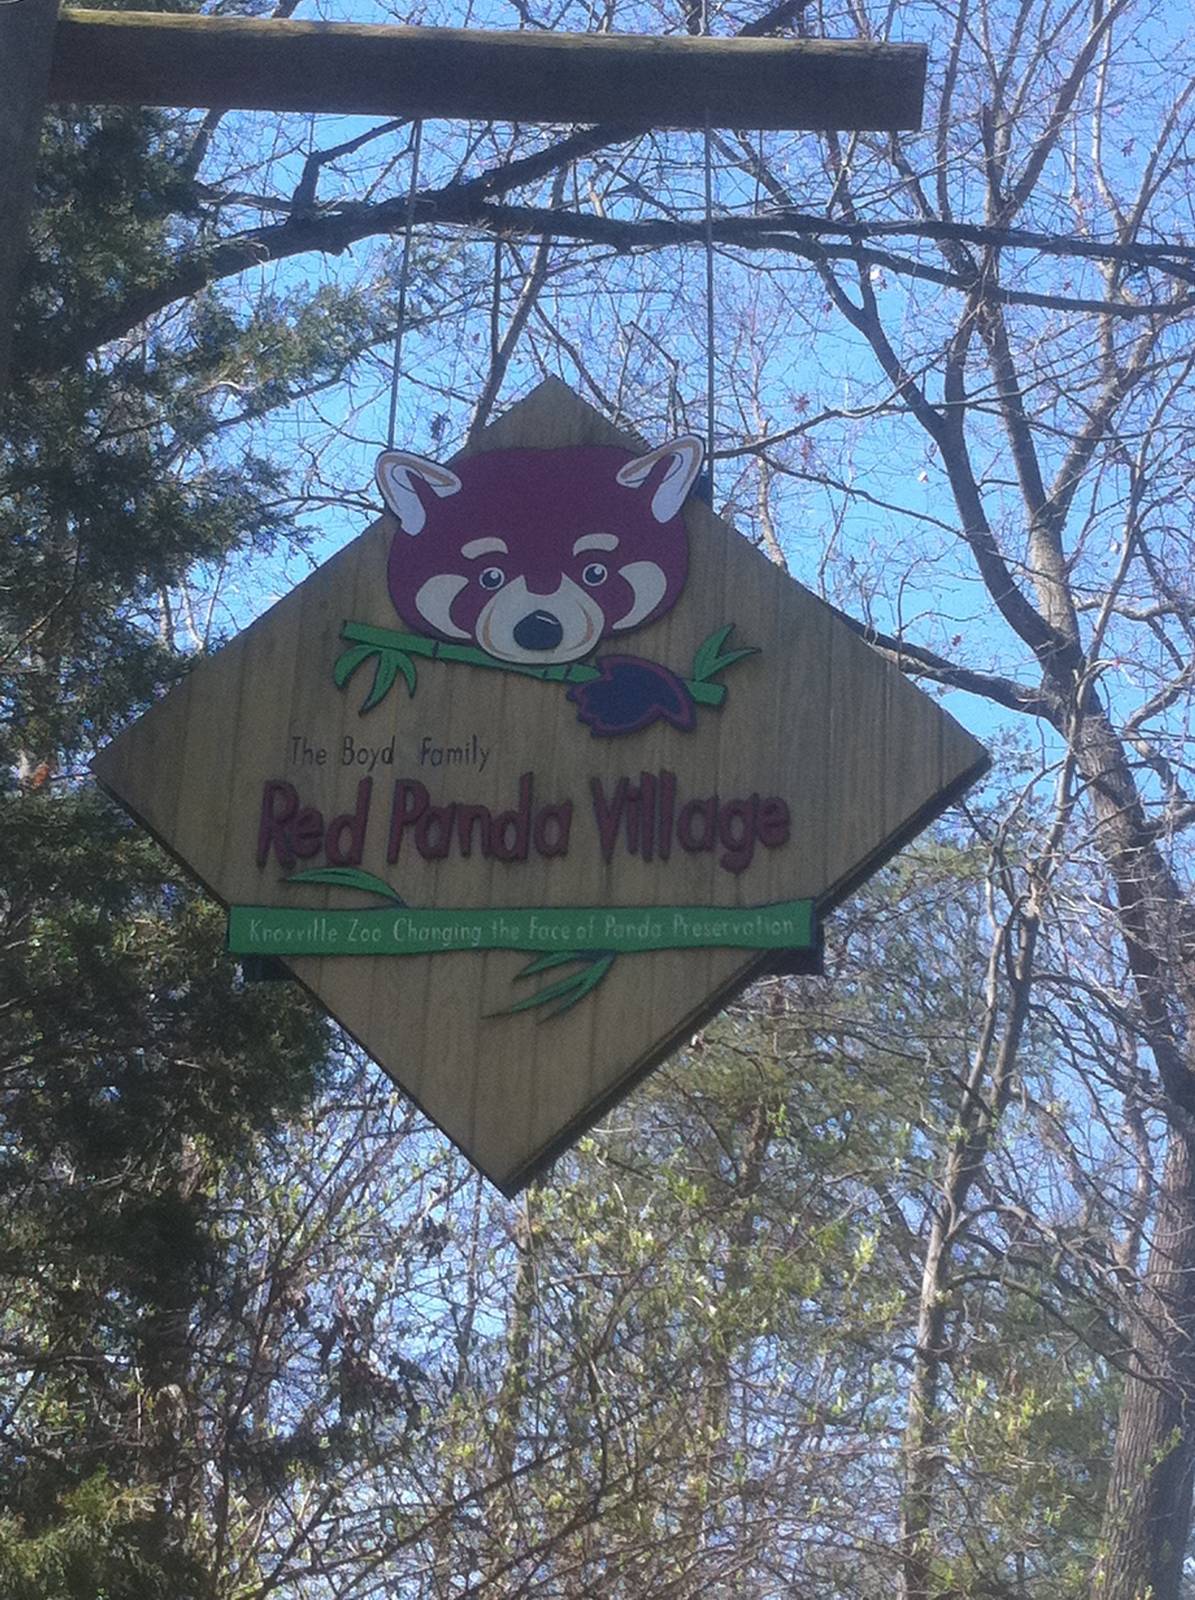 The Boyd Family
Red Panda Village
Knoxville Zoo Changing the Face of Panda Preservation